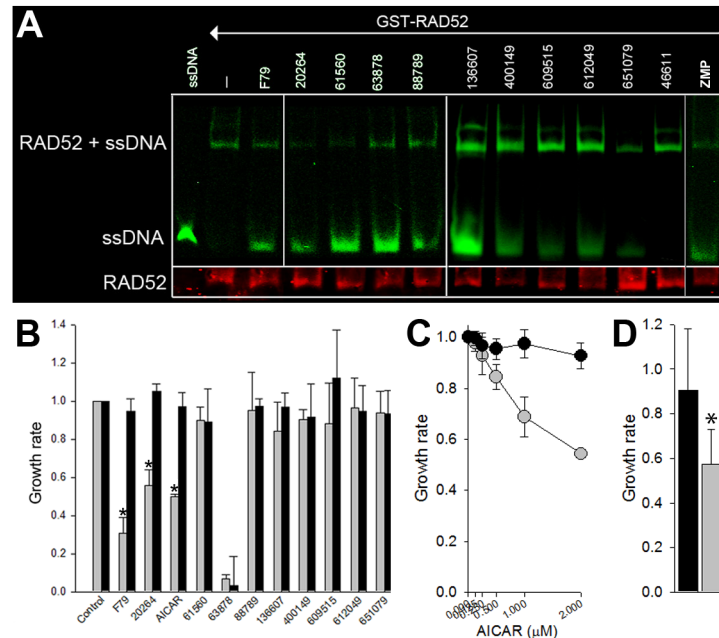 A
GST-RAD52
ssDNA
—
F79
20264
61560
63878
88789
136607
400149
609515
612049
651079
46611
ZMP
RAD52 + ssDNA
ssDNA
RAD52
B
Growth rate
1.4
1.2
1.0
0.8
0.6
0.4
0.2
0.0
*
*
*
Control
F79
20264
AICAR
61560
63878
88789
136607
400149
609515
612049
651079
C
Growth rate
1.0
0.8
0.6
0.4
0.2
0.0
0.500
1.000
2.000
AICAR (μM)
D
Growth rate
1.2
1.0
0.8
0.6
0.4
0.2
0.0
*